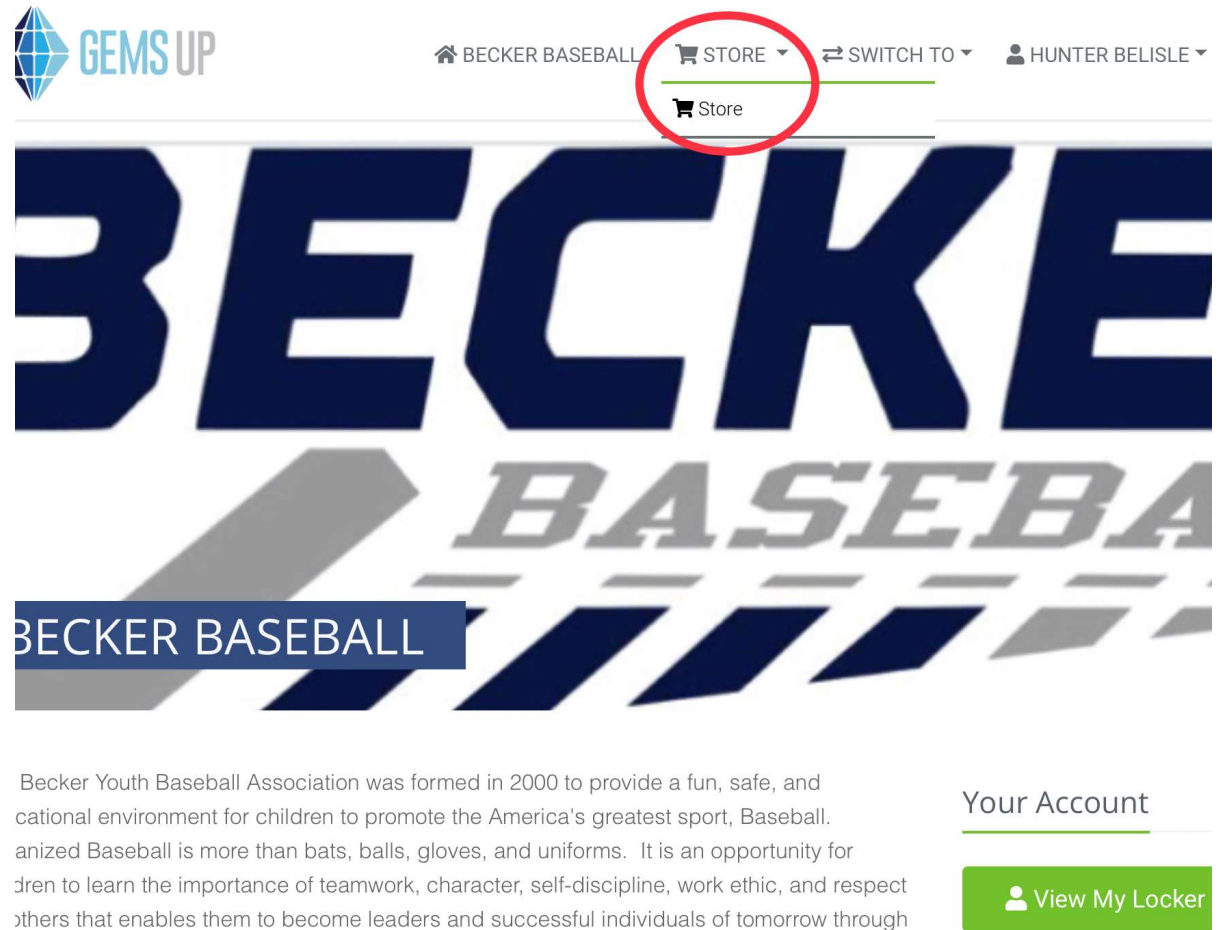 GEMS UP
BECKER BASEBALL STORE SWITCH TO HUNTER BELISLE
Store
BECKE
BASEBA
BECKER BASEBALL
Becker Youth Baseball Association was formed in 2000 to provide a fun, safe, and
cational environment for children to promote the America's greatest sport, Baseball.
anized Baseball is more than bats, balls, gloves, and uniforms. It is an opportunity for
dren to learn the importance of teamwork, character, self-discipline, work ethic, and respect
others that enables them to become leaders and successful individuals of tomorrow through
Your Account
View My Locker